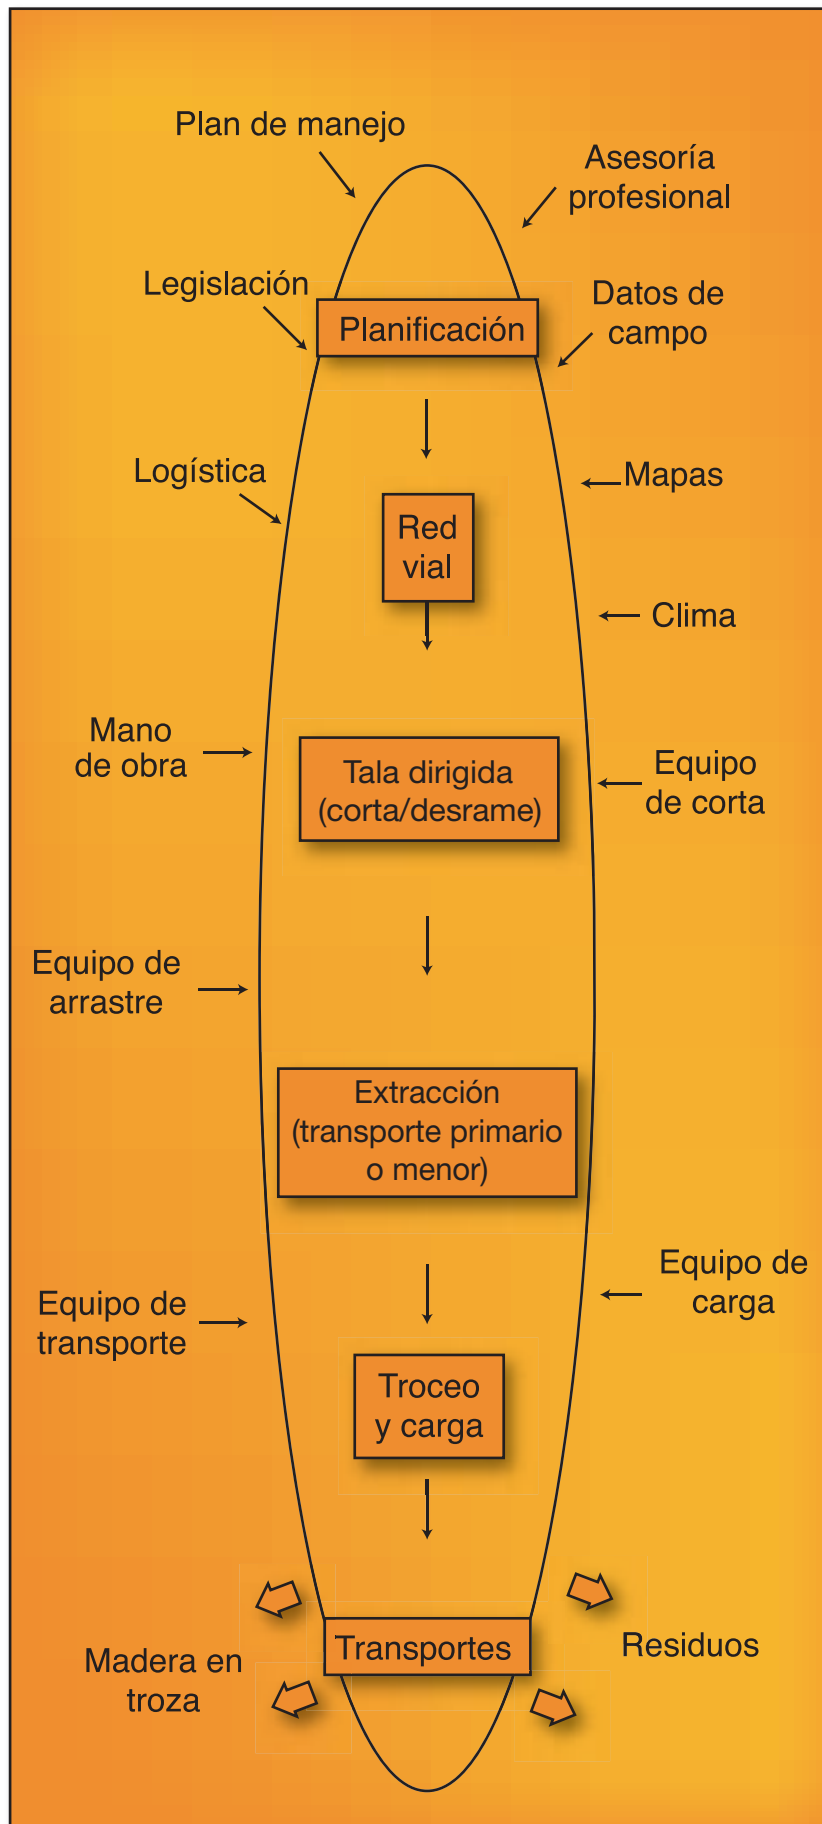 Plan de manejo
Asesoría
profesional
Legislación
Datos de
campo
Planificación
Logística
Mapas
Red
vial
Clima
Mano
de obra
Tala dirigida
(corta/desrame)
Equipo
de corta
Equipo de
arrastre
Extracción
(transporte primario
o menor)
Equipo de
carga
Equipo de
transporte
Troceo
y carga
Transportes
Residuos
Madera en
troza